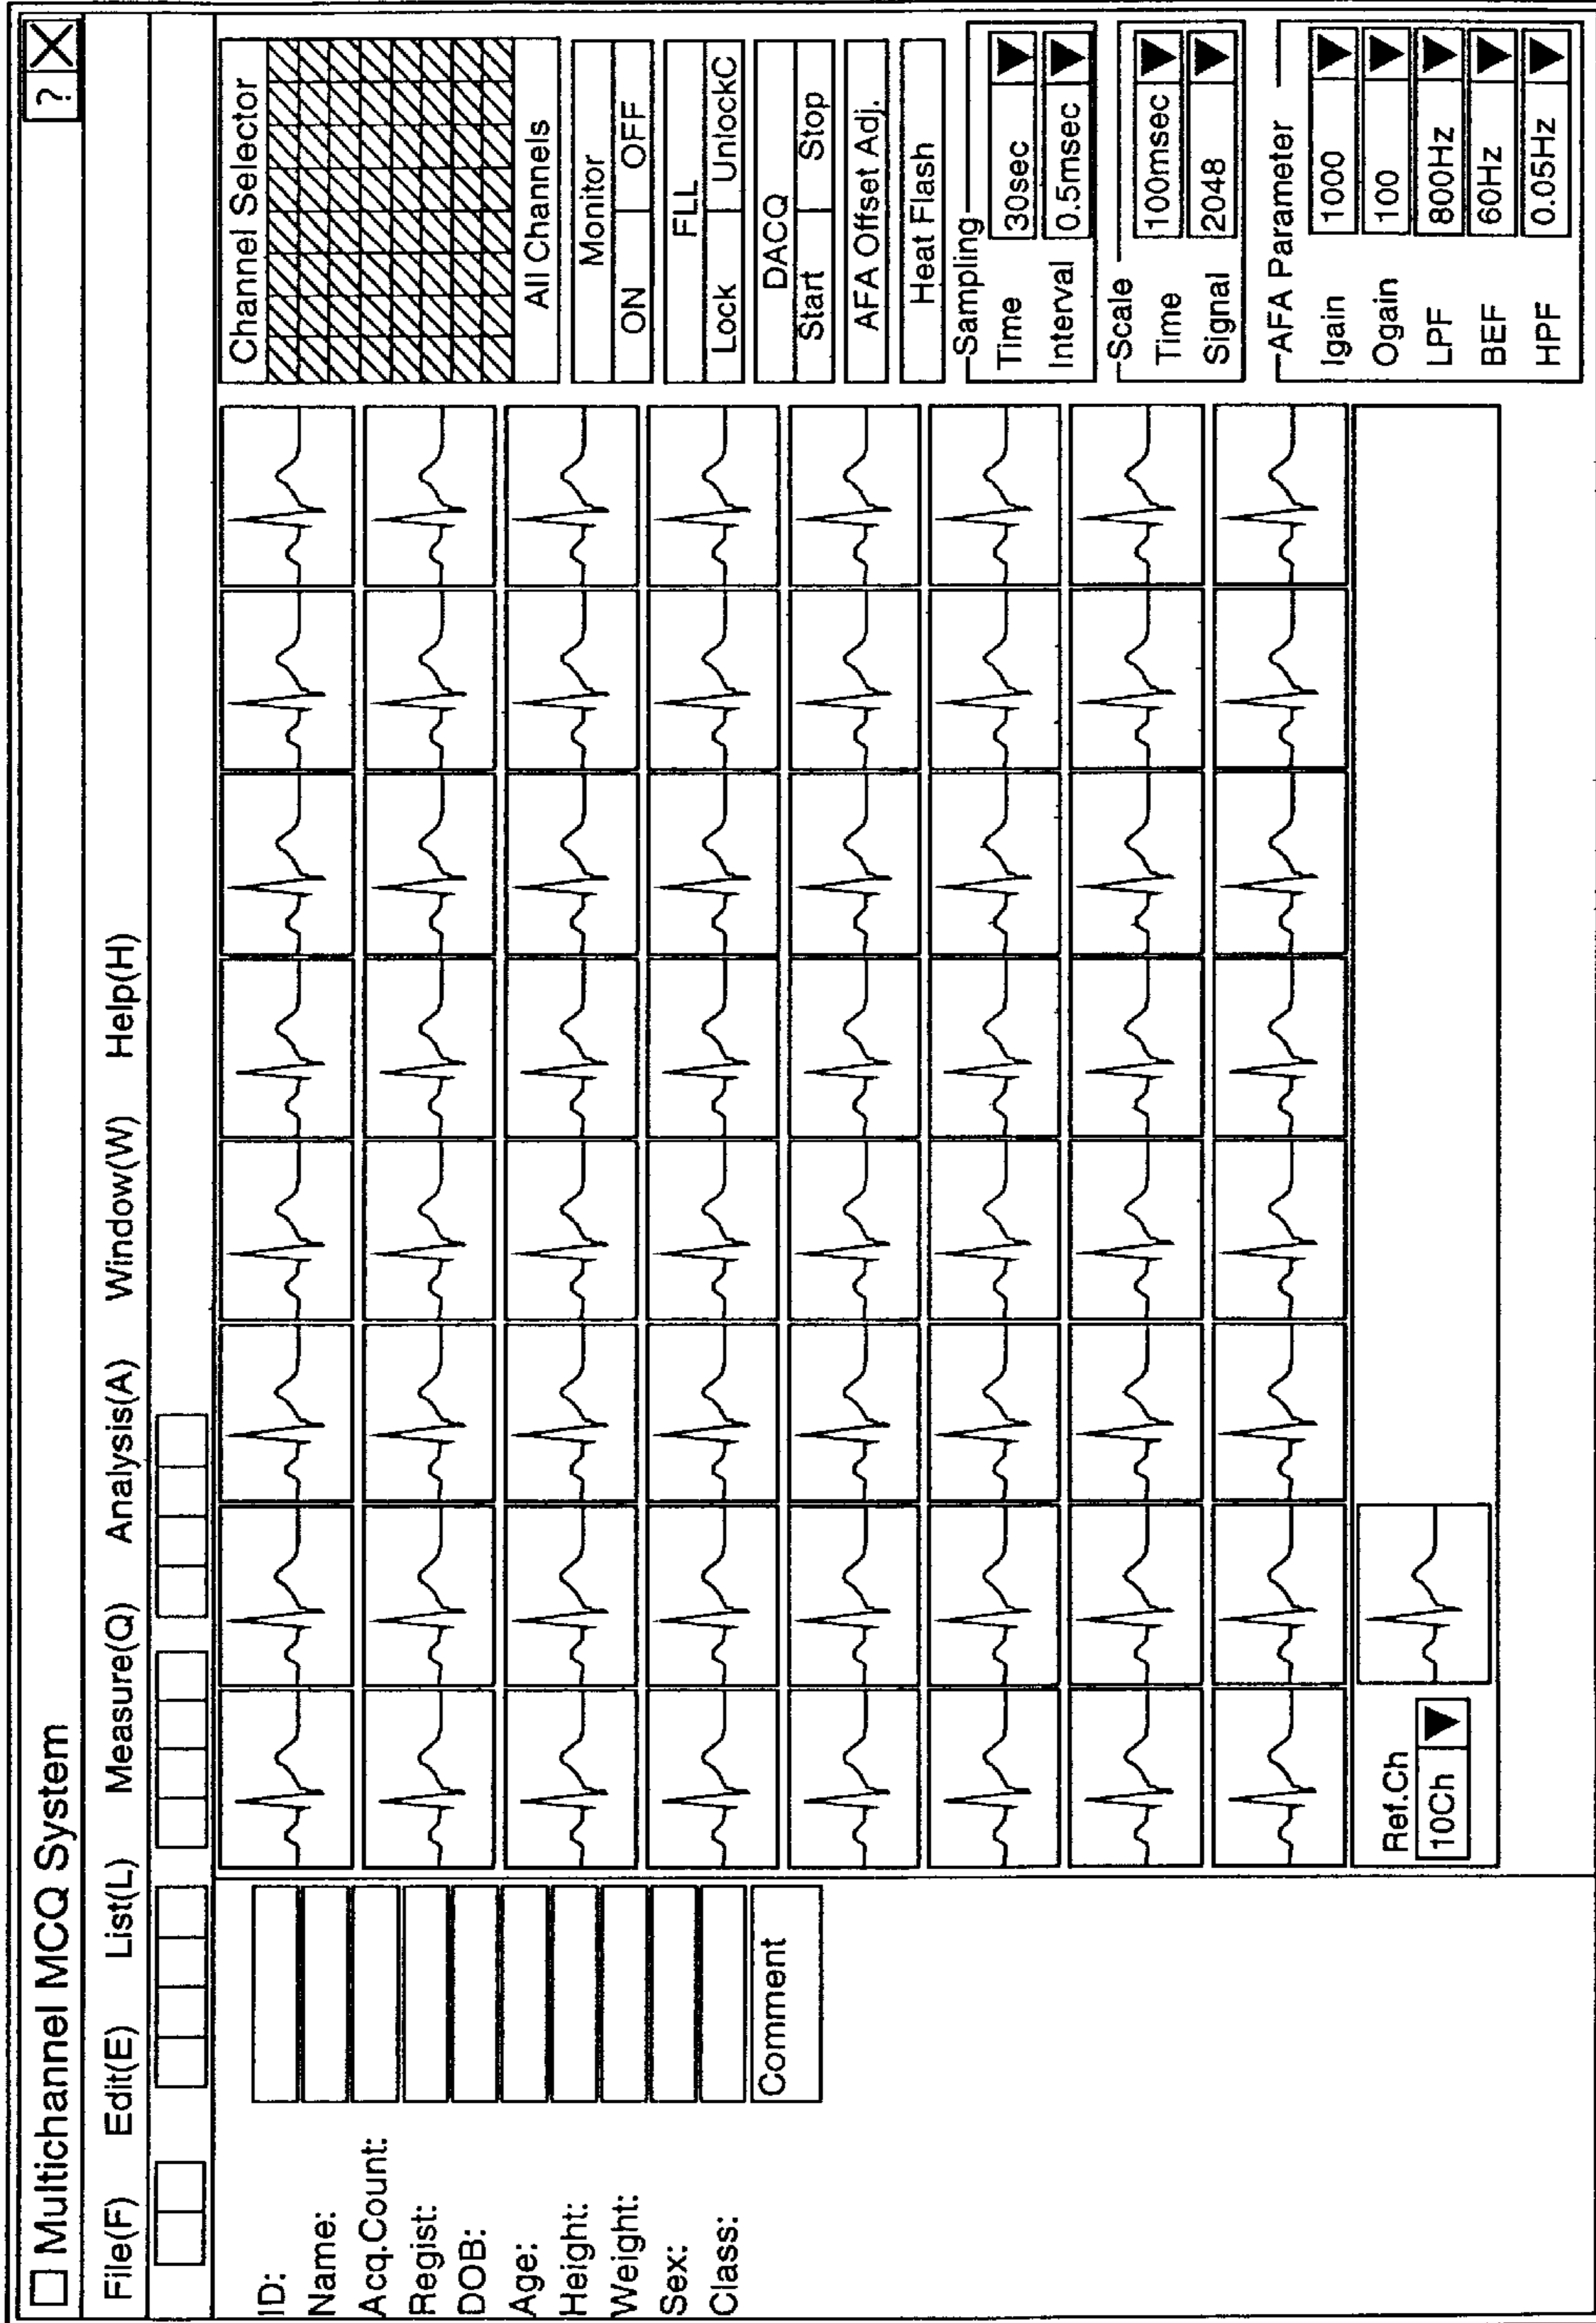 Multichannel MCQ System
?
File(F) Edit(E) List(L) Measure(Q) Analysis(A) Window(W) Help(H)
ID:
Name:
Acq.Count:
Regist:
DOB:
Age:
Height:
Weight:
Sex:
Class:
Comment
Ref.Ch
10Ch
Channel Selector
All Channels
Monitor
ON OFF
FLL
Lock UnlockC
DACQ
Start Stop
AFA Offset Adj.
Heat Flash
Sampling
Time 30sec
Interval 0.5msec
Scale
Time 100msec
Signal 2048
AFA Parameter
Igain 1000
Ogain 100
LPF 800Hz
BEF 60Hz
HPF 0.05Hz